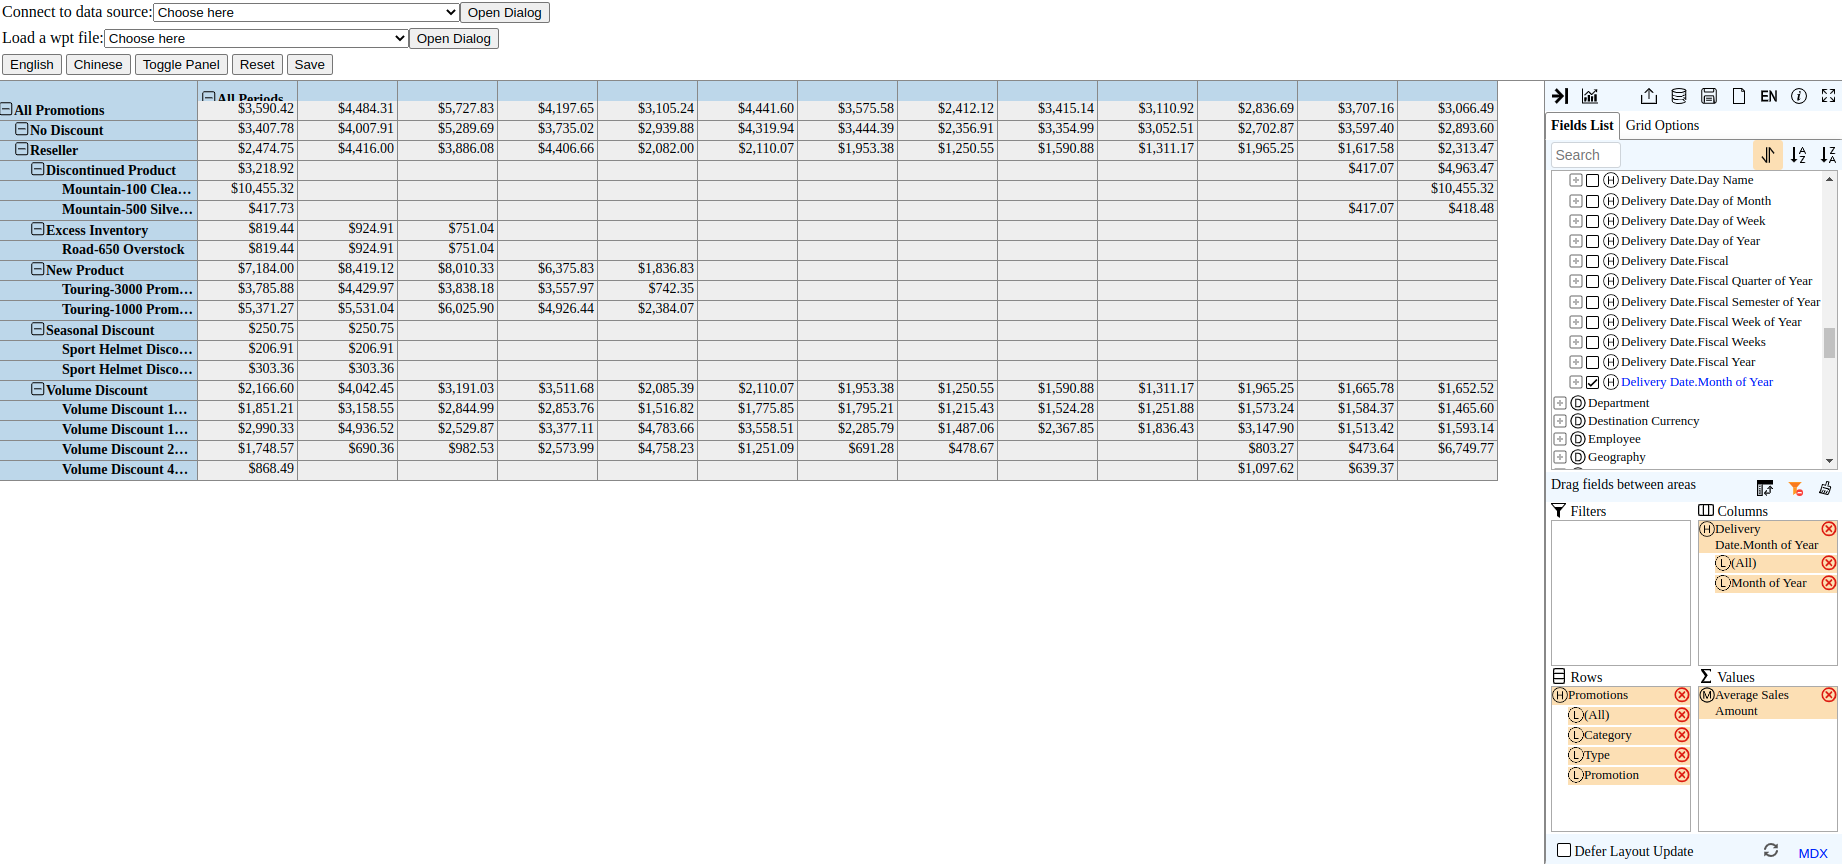 Connect to data source: Choose here Open Dialog
Load a wpt file: Choose here Open Dialog
English Chinese Toggle Panel Reset Save
All Periods
All Promotions $3,590.42 $4,484.31 $5,727.83 $4,197.65 $3,105.24 $4,441.60 $3,575.58 $2,412.12 $3,415.14 $3,110.92 $2,836.69 $3,707.16 $3,066.49
No Discount $3,407.78 $4,007.91 $5,289.69 $3,735.02 $2,939.88 $4,319.94 $3,444.39 $2,356.91 $3,354.99 $3,052.51 $2,702.87 $3,597.40 $2,893.60
Reseller $2,474.75 $4,416.00 $3,886.08 $4,406.66 $2,082.00 $2,110.07 $1,953.38 $1,250.55 $1,590.88 $1,311.17 $1,965.25 $1,617.58 $2,313.47
Discontinued Product $3,218.92 $417.07 $4,963.47
Mountain-100 Clea... $10,455.32 $10,455.32
Mountain-500 Silve... $417.73 $417.07 $418.48
Excess Inventory $819.44 $924.91 $751.04
Road-650 Overstock $819.44 $924.91 $751.04
New Product $7,184.00 $8,419.12 $8,010.33 $6,375.83 $1,836.83
Touring-3000 Prom... $3,785.88 $4,429.97 $3,838.18 $3,557.97 $742.35
Touring-1000 Prom... $5,371.27 $5,531.04 $6,025.90 $4,926.44 $2,384.07
Seasonal Discount $250.75 $250.75
Sport Helmet Disco... $206.91 $206.91
Sport Helmet Disco... $303.36 $303.36
Volume Discount $2,166.60 $4,042.45 $3,191.03 $3,511.68 $2,085.39 $2,110.07 $1,953.38 $1,250.55 $1,590.88 $1,311.17 $1,965.25 $1,665.78 $1,652.52
Volume Discount 1... $1,851.21 $3,158.55 $2,844.99 $2,853.76 $1,516.82 $1,775.85 $1,795.21 $1,215.43 $1,524.28 $1,251.88 $1,573.24 $1,584.37 $1,465.60
Volume Discount 1... $2,990.33 $4,936.52 $2,529.87 $3,377.11 $4,783.66 $3,558.51 $2,285.79 $1,487.06 $2,367.85 $1,836.43 $3,147.90 $1,513.42 $1,593.14
Volume Discount 2... $1,748.57 $690.36 $982.53 $2,573.99 $4,758.23 $1,251.09 $691.28 $478.67 $803.27 $473.64 $6,749.77
Volume Discount 4... $868.49 $1,097.62 $639.37
EN
Fields List Grid Options
Search
Delivery Date.Day Name
Delivery Date.Day of Month
Delivery Date.Day of Week
Delivery Date.Day of Year
Delivery Date.Fiscal
Delivery Date.Fiscal Quarter of Year
Delivery Date.Fiscal Semester of Year
Delivery Date.Fiscal Week of Year
Delivery Date.Fiscal Weeks
Delivery Date.Fiscal Year
Delivery Date.Month of Year
Department
Destination Currency
Employee
Geography
Drag fields between areas
Filters
Columns
Delivery
Date.Month of Year
(All)
Month of Year
Rows
Promotions
(All)
Category
Type
Promotion
Values
Average Sales
Amount
Defer Layout Update MDX